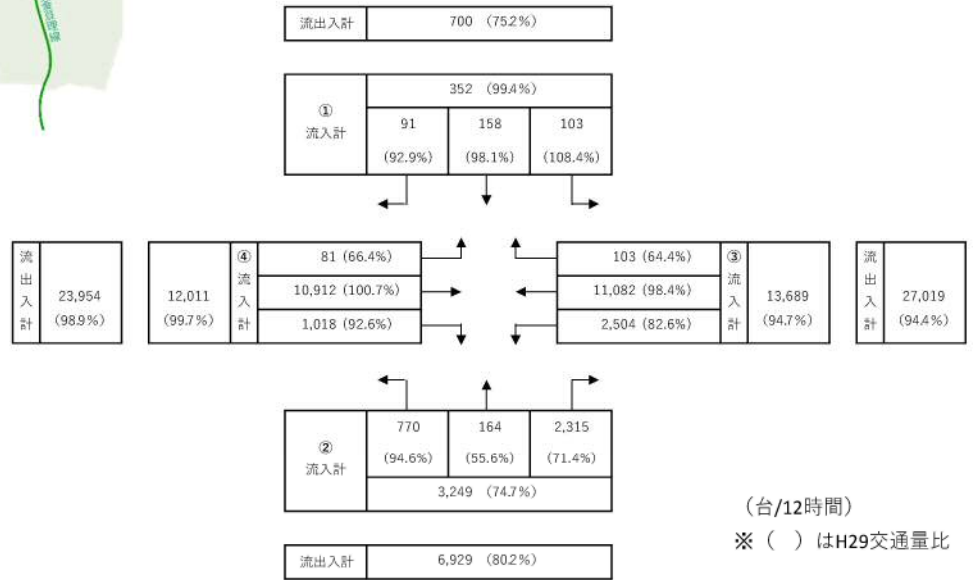 流出入計 700 (75.2%)
①
流入計
352 (99.4%)
91 158 103
(92.9%) (98.1%) (108.4%)
流出入計
23,954
(98.9%)
12,011
(99.7%)
④
流入計
81 (66.4%)
10,912 (100.7%)
1,018 (92.6%)
103 (64.4%)
11,082 (98.4%)
2,504 (82.6%)
③
流入計
13,689
(94.7%)
流出入計
27,019
(94.4%)
②
流入計
770 164 2,315
(94.6%) (55.6%) (71.4%)
3,249 (74.7%)
流出入計 6,929 (80.2%)
(台/12時間)
※( )はH29交通量比